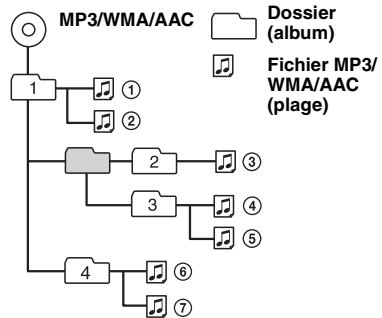 MP3/WMA/AAC
Dossier
(album)
Fichier MP3/
WMA/AAC
(plage)
1
①
②
2
③
3
④
⑤
4
⑥
⑦